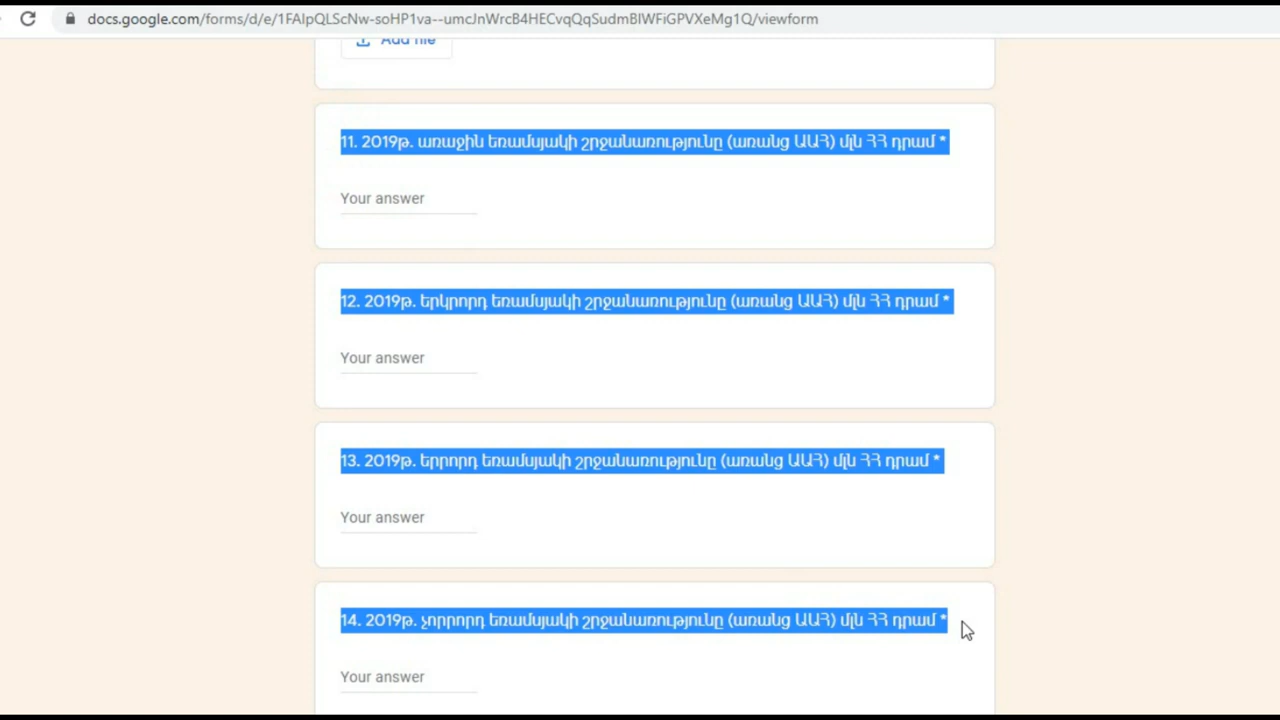 docs.google.com/forms/d/e/1FAIpQLScNw-soHP1va--umcJnWrcB4HECvqQqSudmBIWFiGPVXeMg1Q/viewform
Add file
11. 2019թ. առաջին եռամսյակի շրջանառությունը (առանց ԱԱՀ) մլն ՀՀ դրամ *
Your answer
12. 2019թ. երկրորդ եռամսյակի շրջանառությունը (առանց ԱԱՀ) մլն ՀՀ դրամ *
Your answer
13. 2019թ. երրորդ եռամսյակի շրջանառությունը (առանց ԱԱՀ) մլն ՀՀ դրամ *
Your answer
14. 2019թ. չորրորդ եռամսյակի շրջանառությունը (առանց ԱԱՀ) մլն ՀՀ դրամ *
Your answer